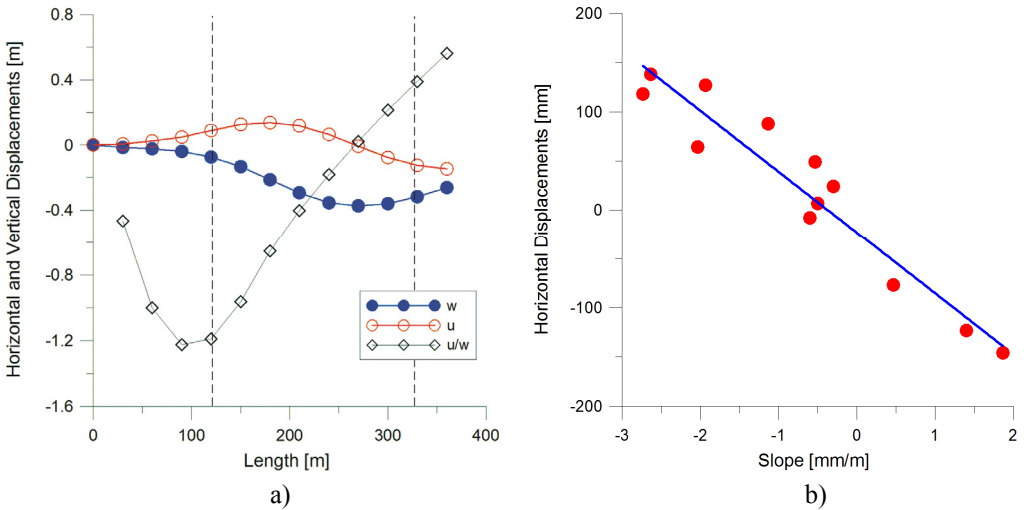 Horizontal and Vertical Displacements [m]
0.8
0.4
0
-0.4
-0.8
-1.2
-1.6
w
u
u/w
0 100 200 300 400
Length [m]
a)
Horizontal Displacements [mm]
200
100
0
-100
-200
-3 -2 -1 0 1 2
Slope [mm/m]
b)